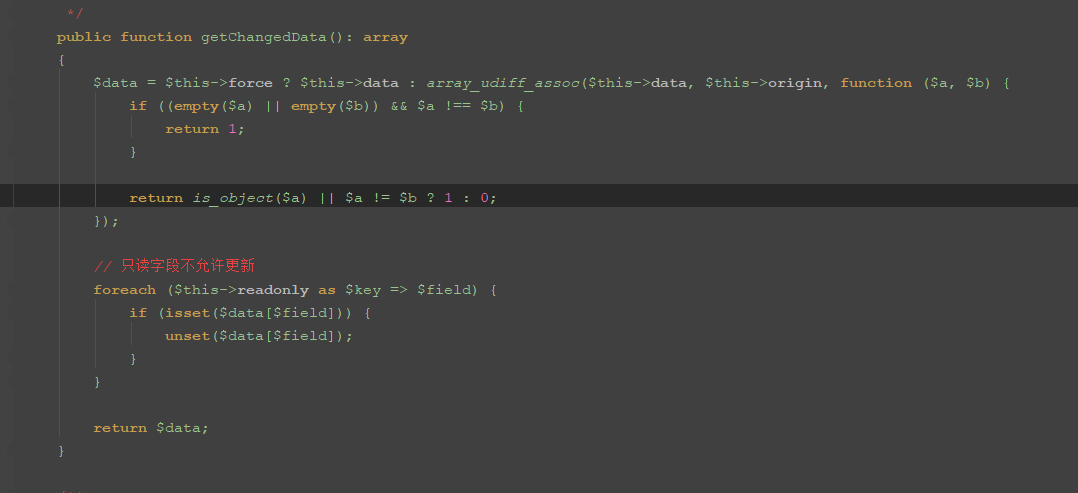 */
public function getChangedData(): array
{
$data = $this->force ? $this->data : array_udiff_assoc($this->data, $this->origin, function ($a, $b) {
if ((empty($a) || empty($b)) && $a !== $b) {
return 1;
}
return is_object($a) || $a != $b ? 1 : 0;
});
// 只读字段不允许更新
foreach ($this->readonly as $key => $field) {
if (isset($data[$field])) {
unset($data[$field]);
}
}
return $data;
}